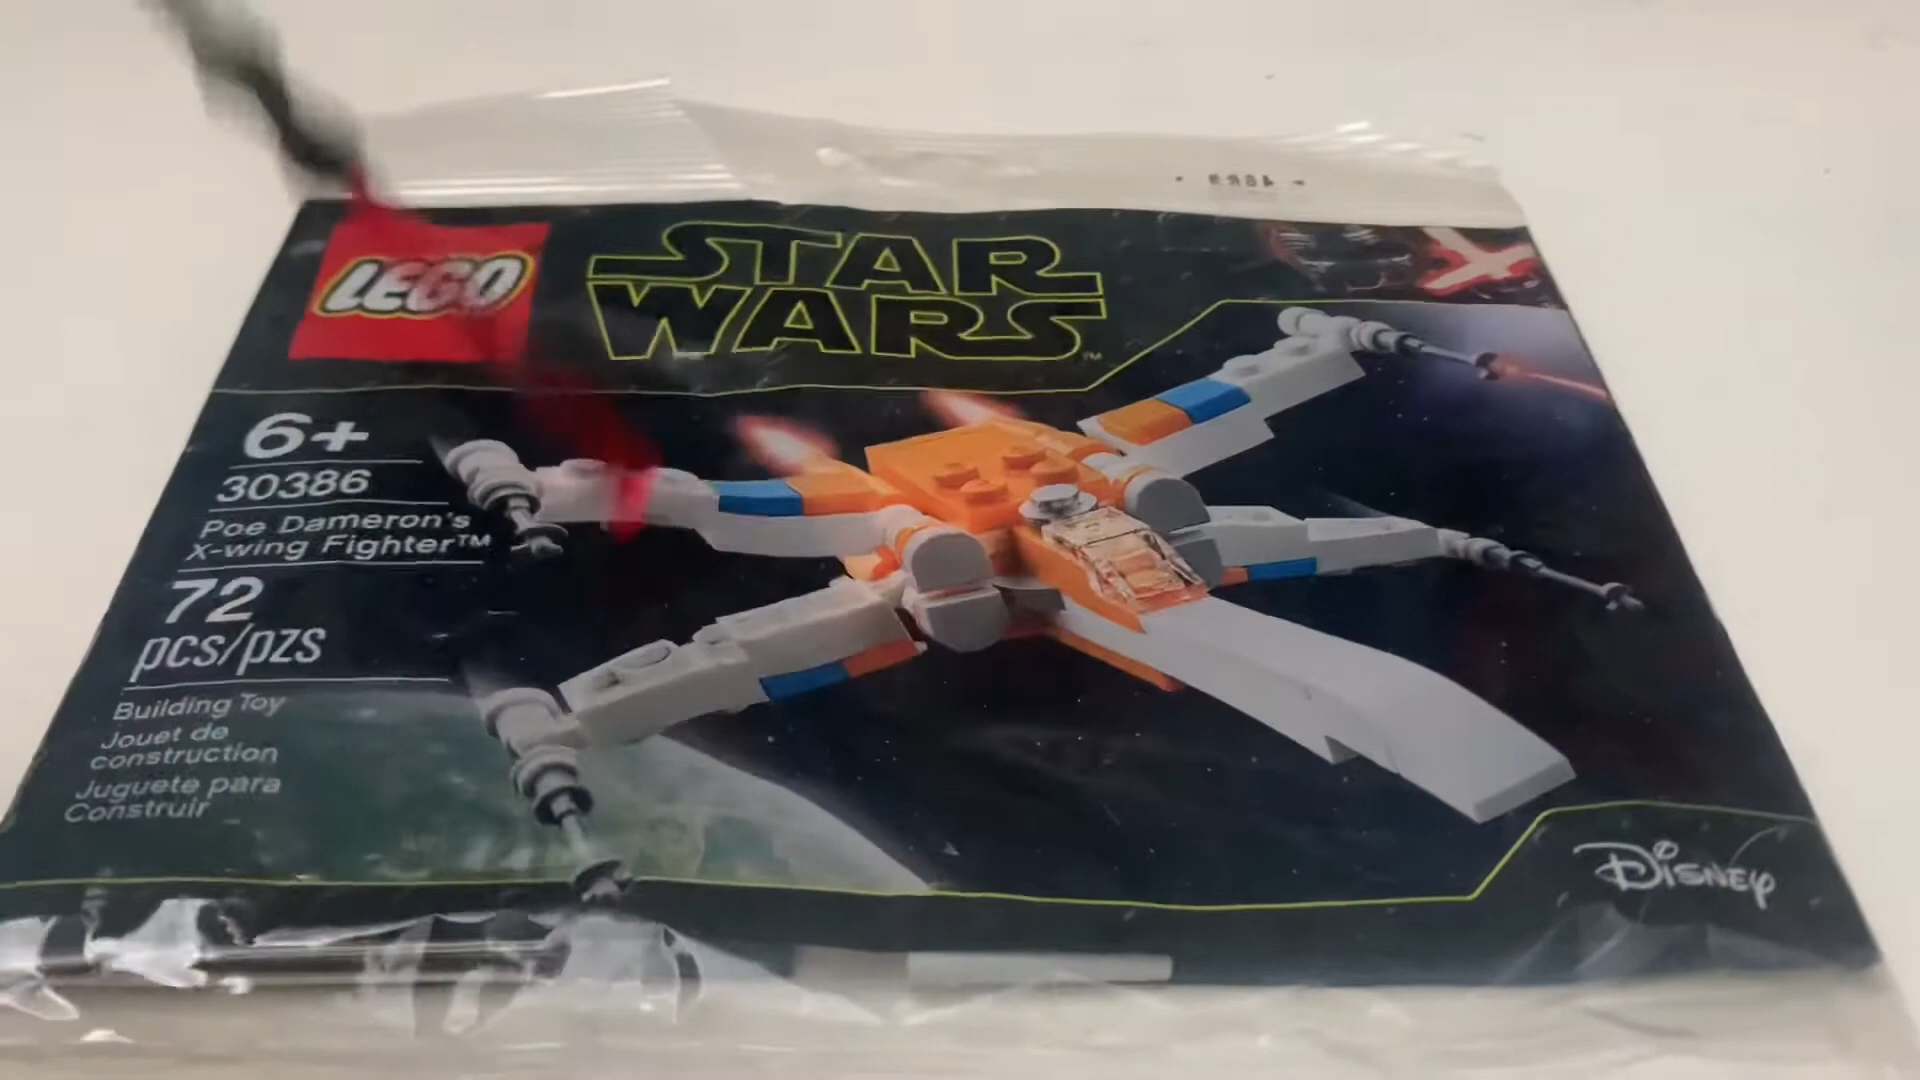 LEGO
STAR
WARS™
6+
30386
Poe Dameron's
X-wing Fighter™
72
pcs/pzs
Building Toy
Jouet de
construction
Juguete para
Construir
Disney